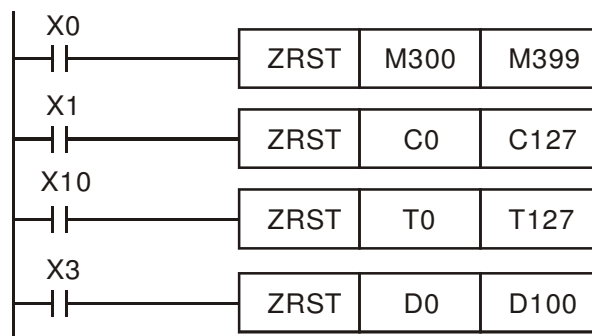 X0
ZRST M300 M399
X1
ZRST C0 C127
X10
ZRST T0 T127
X3
ZRST D0 D100